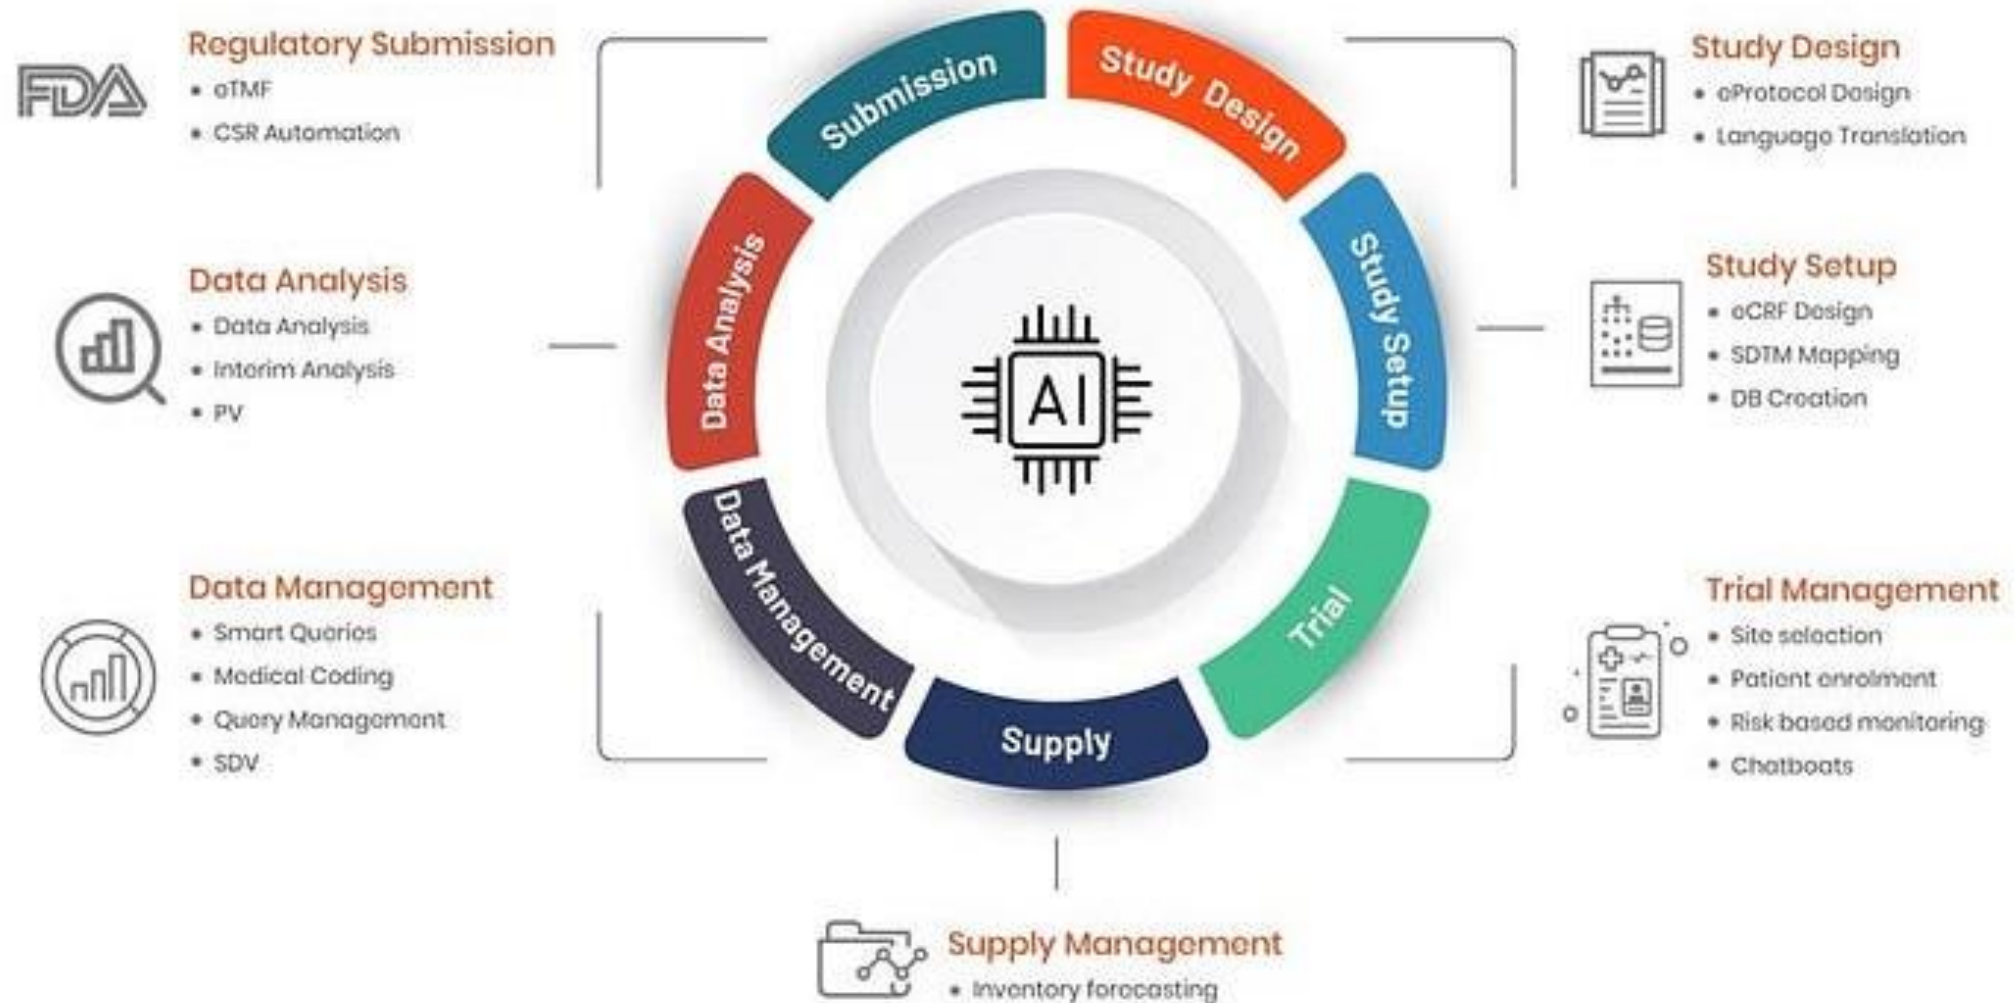 FDA
Regulatory Submission
• eTMF
• CSR Automation
Data Analysis
• Data Analysis
• Interim Analysis
• PV
Data Management
• Smart Queries
• Medical Coding
• Query Management
• SDV
Submission
Study Design
Study Setup
Trial
Supply
Data Management
Data Analysis
AI
Study Design
• eProtocol Design
• Language Translation
Study Setup
• eCRF Design
• SDTM Mapping
• DB Creation
Trial Management
• Site selection
• Patient enrolment
• Risk based monitoring
• Chatboats
Supply Management
• Inventory forecasting